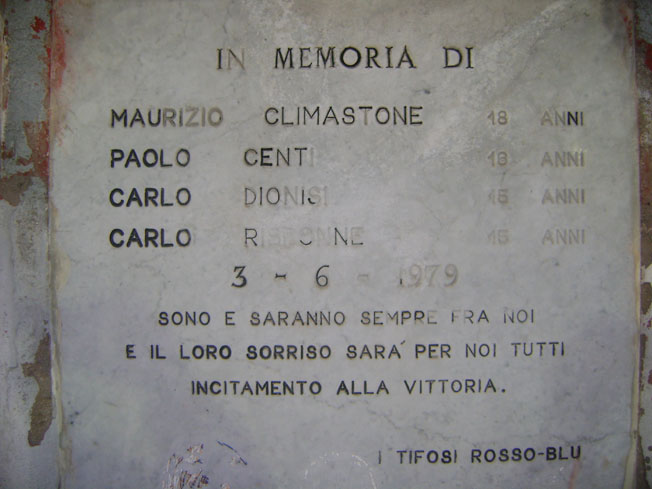 IN MEMORIA DI
MAURIZIO CLIMASTONE 18 ANNI
PAOLO CENTI 18 ANNI
CARLO DIONISI 15 ANNI
CARLO 15 ANNI
3 - 6 - 1979
SONO E SARANNO SEMPRE FRA NOI
E IL LORO SORRISO SARA' PER NOI TUTTI
INCITAMENTO ALLA VITTORIA.
I TIFOSI ROSSO-BLU